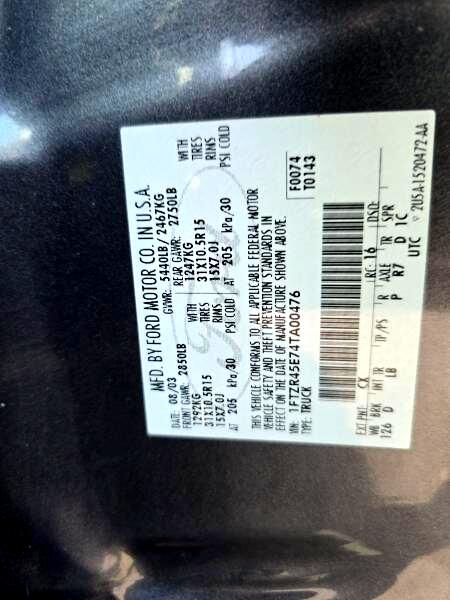 MFD. BY FORD MOTOR CO. IN U.S.A.
DATE: 08/03 GVWR: 5440LB/ 2467KG
FRONT GAWR: 2850LB REAR GAWR: 2750LB
1292KG 1247KG WITH
31X10.5R15 31X10.5R15 TIRES
15X7.0J 15X7.0J RIMS
AT 205 kPa/30 AT 205 kPa/30 PSI COLD
WITH
TIRES
RIMS
PSI COLD
THIS VEHICLE CONFORMS TO ALL APPLICABLE FEDERAL MOTOR
VEHICLE SAFETY AND THEFT PREVENTION STANDARDS IN
EFFECT ON THE DATE OF MANUFACTURE SHOWN ABOVE.
VIN: 1FTZR45E74TA00476
TYPE: TRUCK
F0074
T0143
EXT PNT: CX RC: 16 DSO:
WB BRK INT TR TP/PS R AXLE TR SPR
126 D LB P R7 D 1C
UTC 2U5A-1520472-AA
Ford